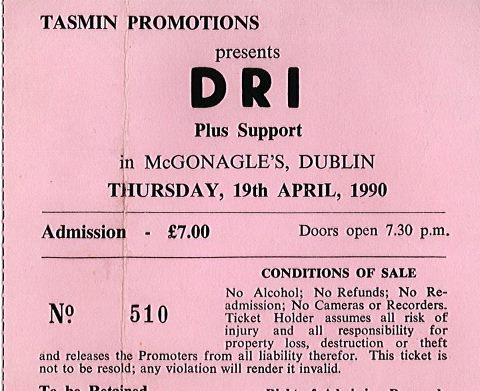 TASMIN PROMOTIONS
presents
DRI
Plus Support
in McGONAGLE'S, DUBLIN
THURSDAY, 19th APRIL, 1990
Admission - £7.00 Doors open 7.30 p.m.
CONDITIONS OF SALE
No Alcohol; No Refunds; No Re-
admission; No Cameras or Recorders.
Ticket Holder assumes all risk of
injury and all responsibility for
property loss, destruction or theft
and releases the Promoters from all liability therefor. This ticket is
not to be resold; any violation will render it invalid.
Nº 510
To be Retained